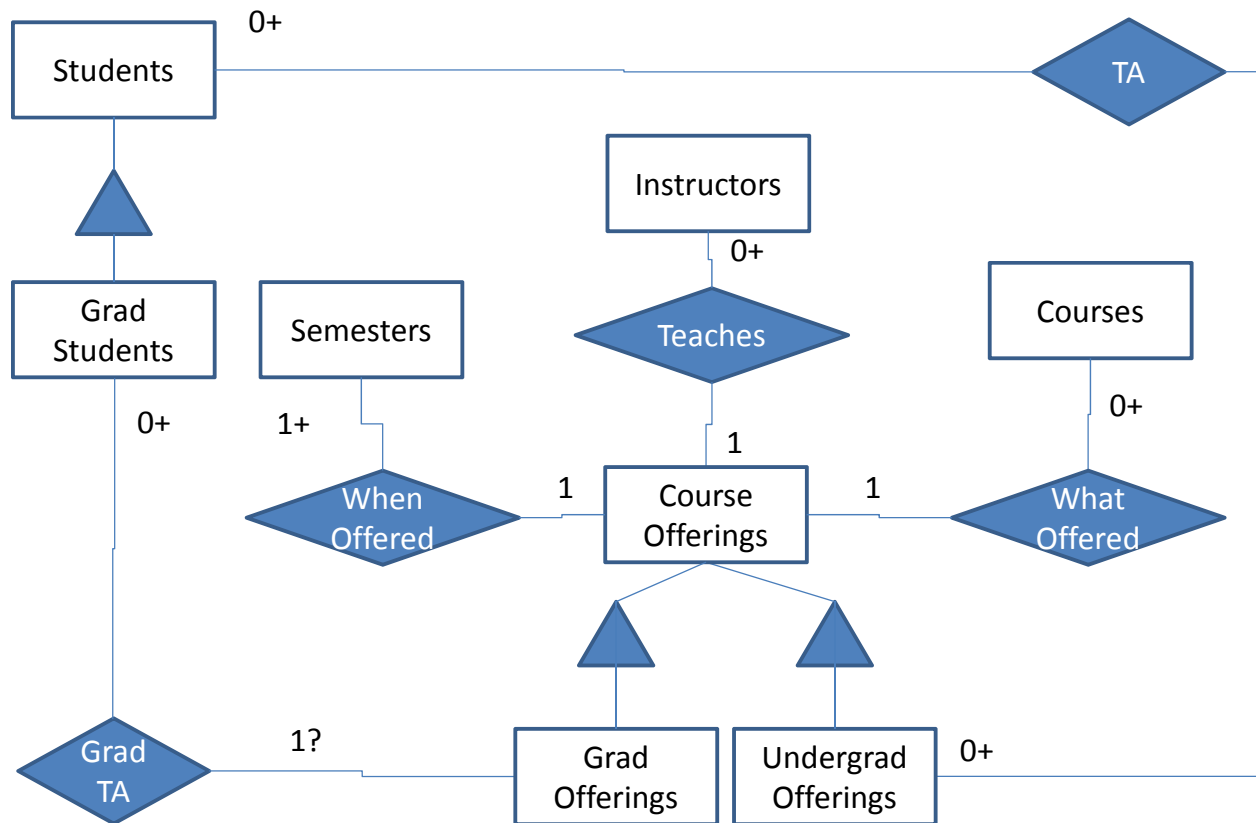 0+
Students
TA
Instructors
0+
Grad
Students
Semesters
Teaches
Courses
0+
1+
0+
1
When
Offered
1
Course
Offerings
1
What
Offered
Grad
TA
1?
Grad
Offerings
Undergrad
Offerings
0+